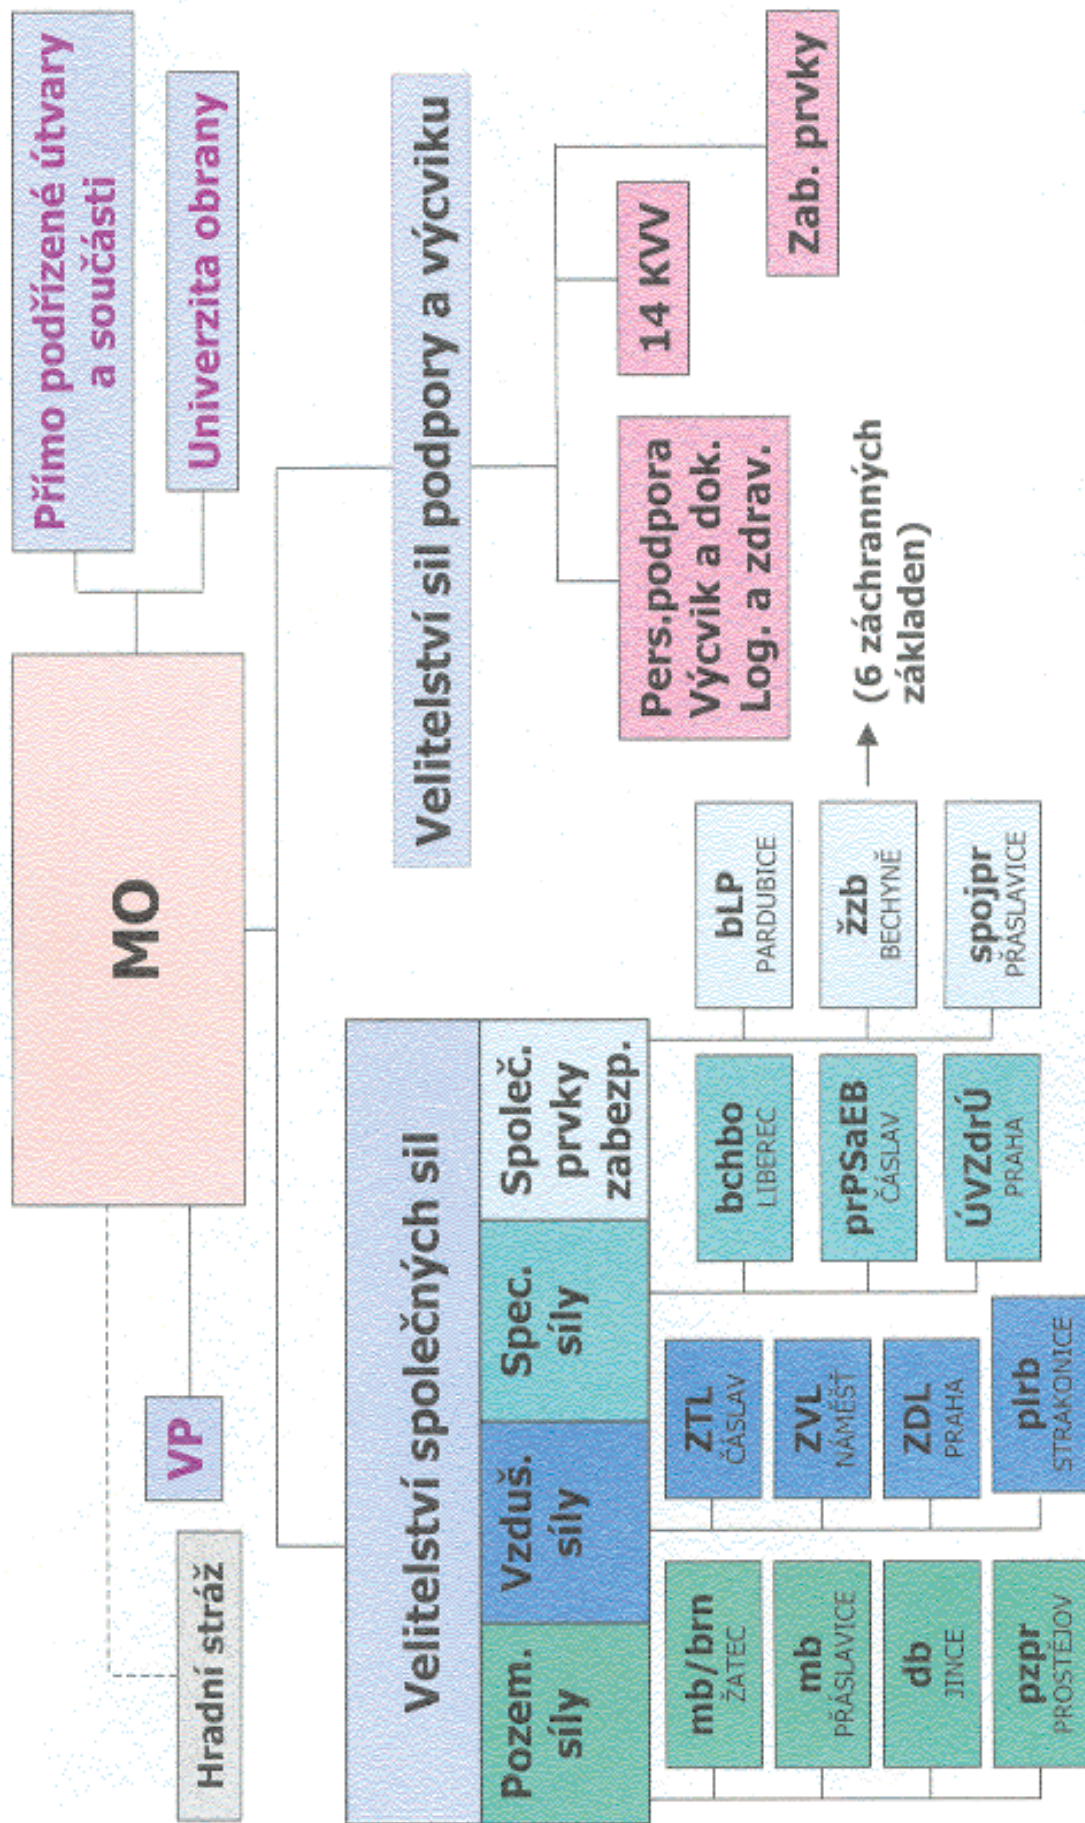 Přímo podřízené útvary
a součásti
MO
Univerzita obrany
VP
Hradní stráž
Velitelství společných sil
Velitelství sil podpory a výcviku
Pozem.
síly
Vzduš.
síly
Spec.
síly
Společ.
prvky
zabezp.
mb/brn
ŽATEC
mb
PŘÁSLAVICE
db
JINCE
pzpr
PROSTĚJOV
ZTL
ČÁSLAV
ZVL
NÁMĚŠŤ
ZDL
PRAHA
plrb
STRAKONICE
bchbo
LIBEREC
prPSaEB
ČÁSLAV
ÚVZdrÚ
PRAHA
bLP
PARDUBICE
žzb
BECHYNĚ
spojpr
PŘÁSLAVICE
(6 záchranných
základen)
Pers.podpora
Výcvik a dok.
Log. a zdrav.
14 KVV
Zab. prvky